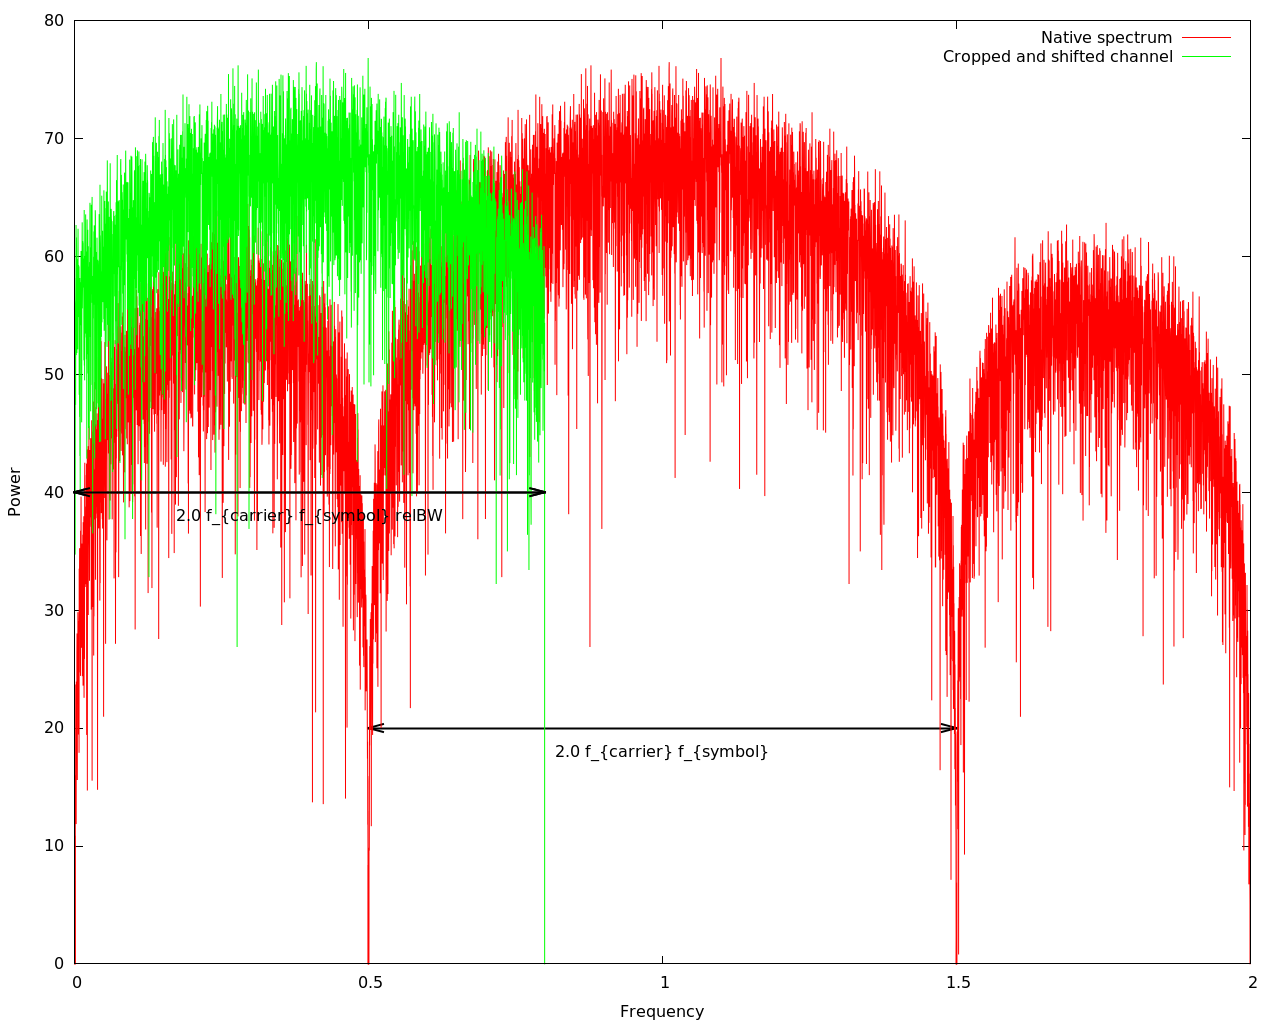 80
70
60
50
40
30
20
10
0
Power
Native spectrum
Cropped and shifted channel
2.0 f_{carrier} f_{symbol} relBW
2.0 f_{carrier} f_{symbol}
0 0.5 1 1.5 2
Frequency